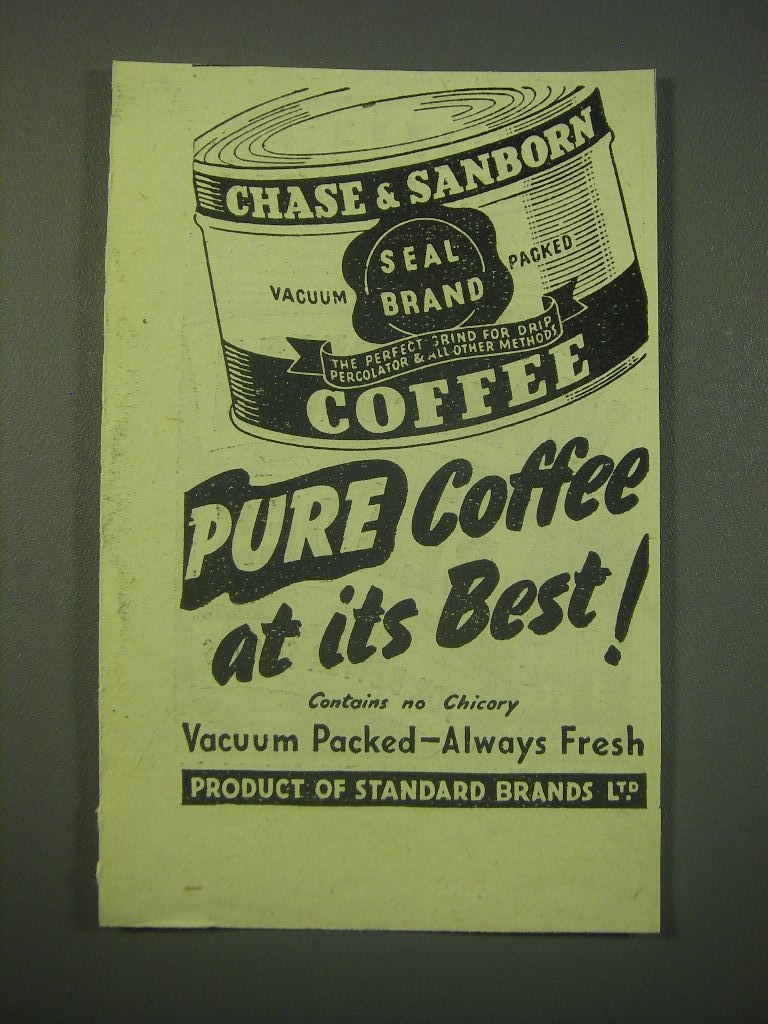 CHASE & SANBORN
VACUUM
SEAL
BRAND
PACKED
THE PERFECT GRIND FOR DRIP
PERCOLATOR & ALL OTHER METHODS
COFFEE
PURE Coffee
at its Best!
Contains no Chicory
Vacuum Packed—Always Fresh
PRODUCT OF STANDARD BRANDS LTD.